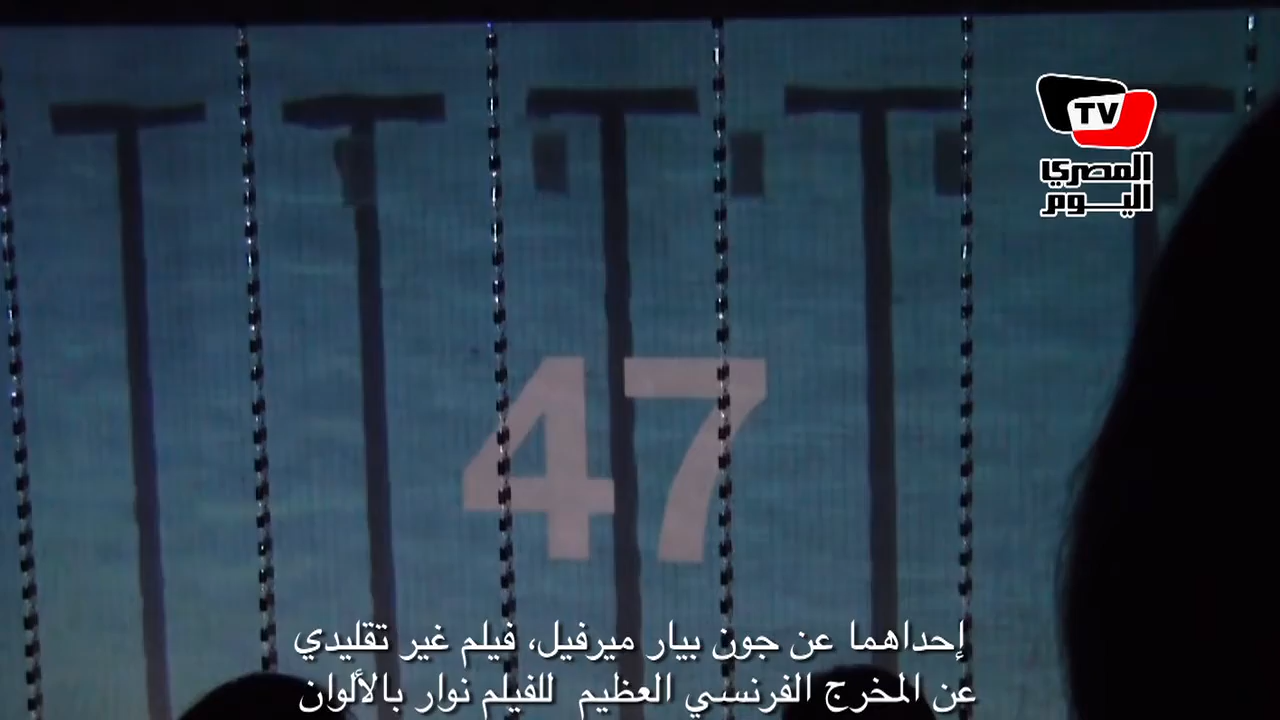 TV
المصري
اليوم
47
إحداهما عن جون بيار ميرفيل، فيلم غير تقليدي
عن المخرج الفرنسي العظيم للفيلم نوار بالألوان